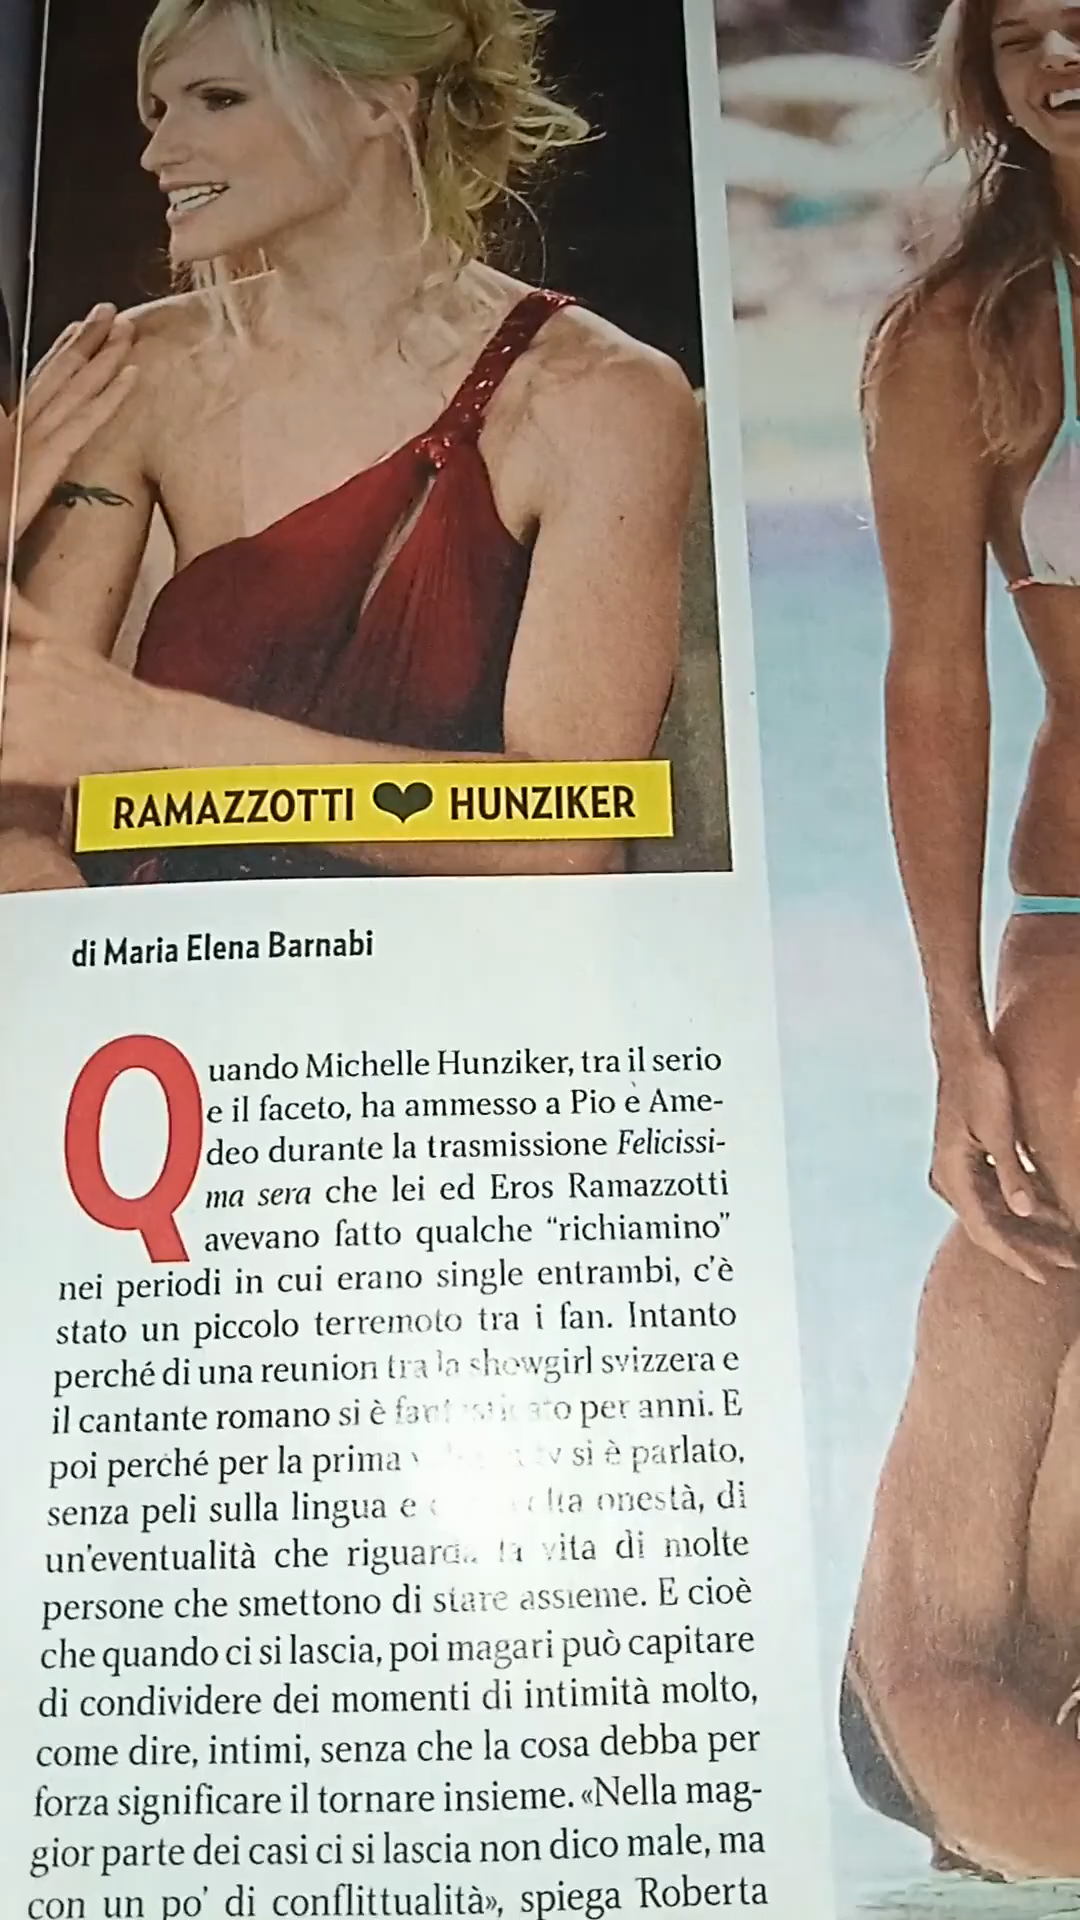 RAMAZZOTTI ❤ HUNZIKER
di Maria Elena Barnabi
Quando Michelle Hunziker, tra il serio
e il faceto, ha ammesso a Pio e Ame-
deo durante la trasmissione Felicissi-
ma sera che lei ed Eros Ramazzotti
avevano fatto qualche “richiamino”
nei periodi in cui erano single entrambi, c'è
stato un piccolo terremoto tra i fan. Intanto
perché di una reunion tra la showgirl svizzera e
il cantante romano si è fantasticato per anni. E
poi perché per la prima tv si è parlato,
senza peli sulla lingua e onestà, di
un'eventualità che riguarda la vita di molte
persone che smettono di stare assieme. E cioè
che quando ci si lascia, poi magari può capitare
di condividere dei momenti di intimità molto,
come dire, intimi, senza che la cosa debba per
forza significare il tornare insieme. «Nella mag-
gior parte dei casi ci si lascia non dico male, ma
con un po' di conflittualità», spiega Roberta